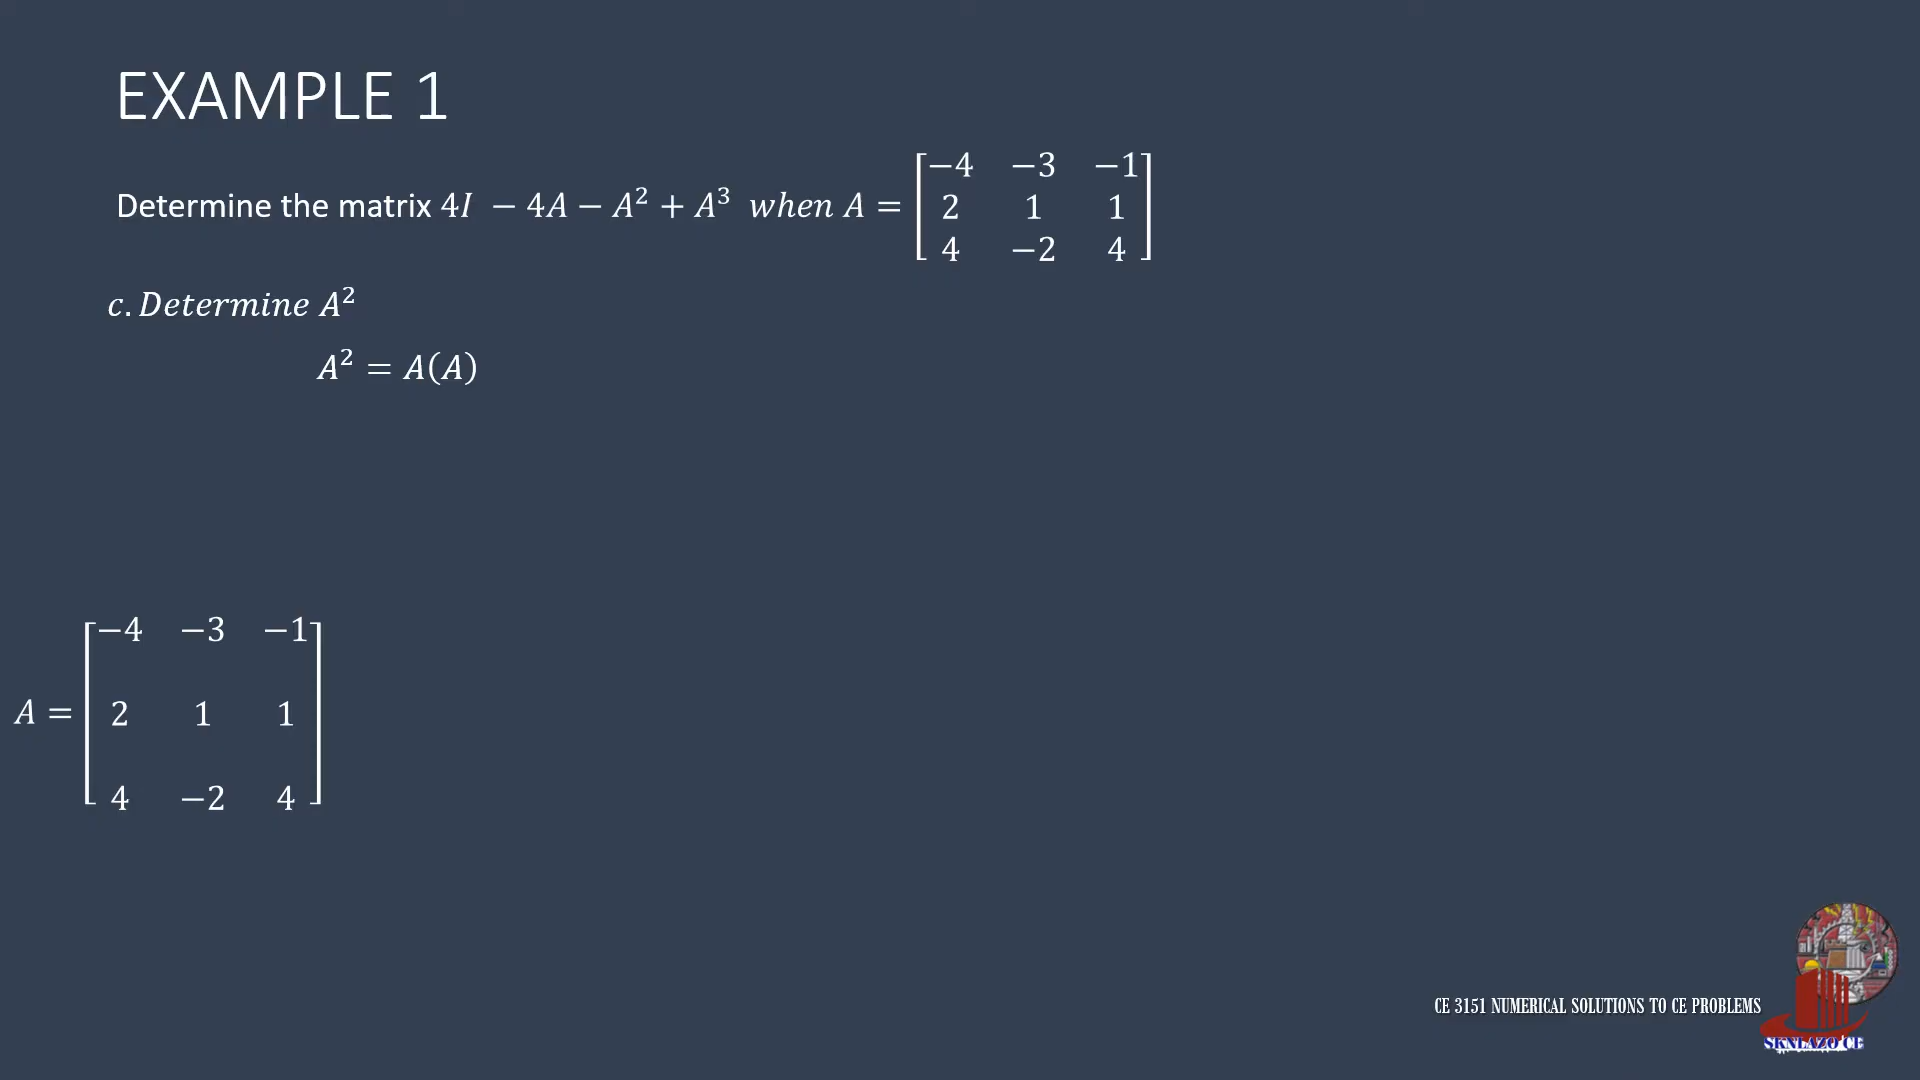 EXAMPLE 1
Determine the matrix 4I − 4A − A² + A³ when A = [−4 −3 −1
2 1 1
4 −2 4]
c. Determine A²
A² = A(A)
A = [−4 −3 −1
2 1 1
4 −2 4]
CE 3151 NUMERICAL SOLUTIONS TO CE PROBLEMS
SKNLAZO CE